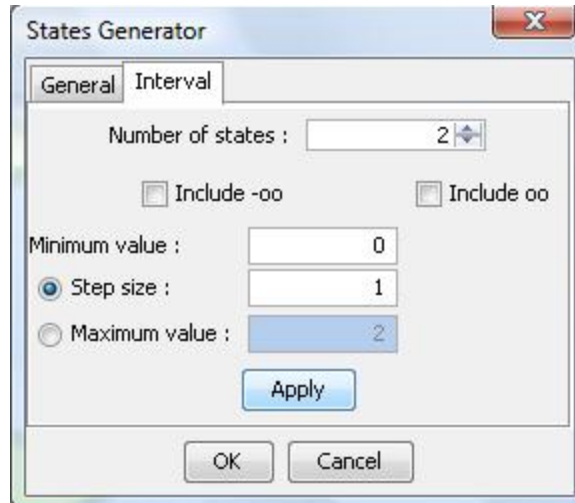 States Generator
General Interval
Number of states : 2
Include -oo Include oo
Minimum value : 0
Step size : 1
Maximum value : 2
Apply
OK Cancel